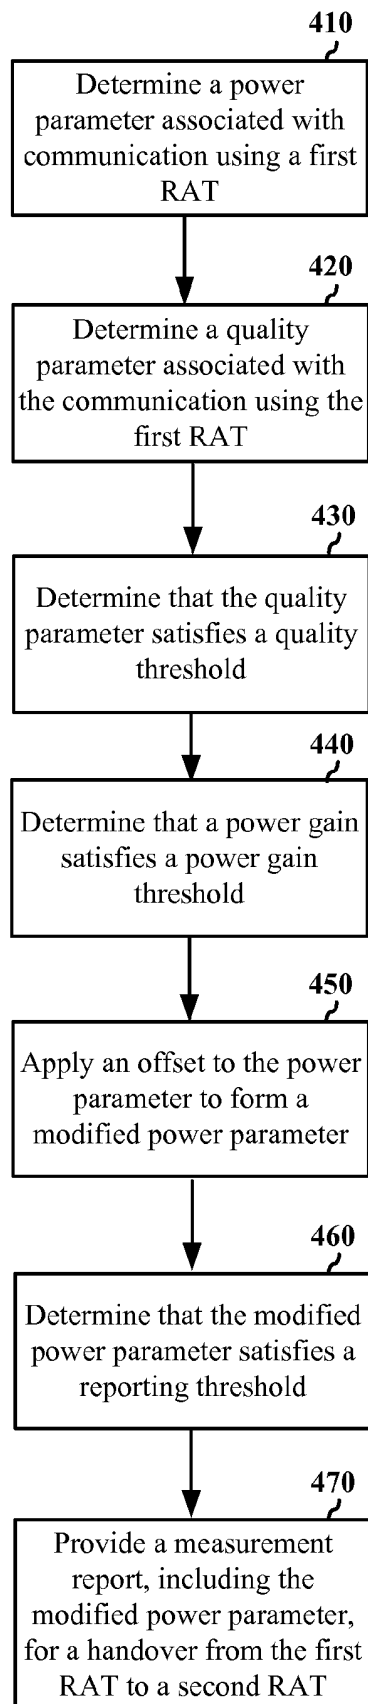 410
Determine a power
parameter associated with
communication using a first
RAT
420
Determine a quality
parameter associated with
the communication using the
first RAT
430
Determine that the quality
parameter satisfies a quality
threshold
440
Determine that a power gain
satisfies a power gain
threshold
450
Apply an offset to the power
parameter to form a
modified power parameter
460
Determine that the modified
power parameter satisfies a
reporting threshold
470
Provide a measurement
report, including the
modified power parameter,
for a handover from the first
RAT to a second RAT